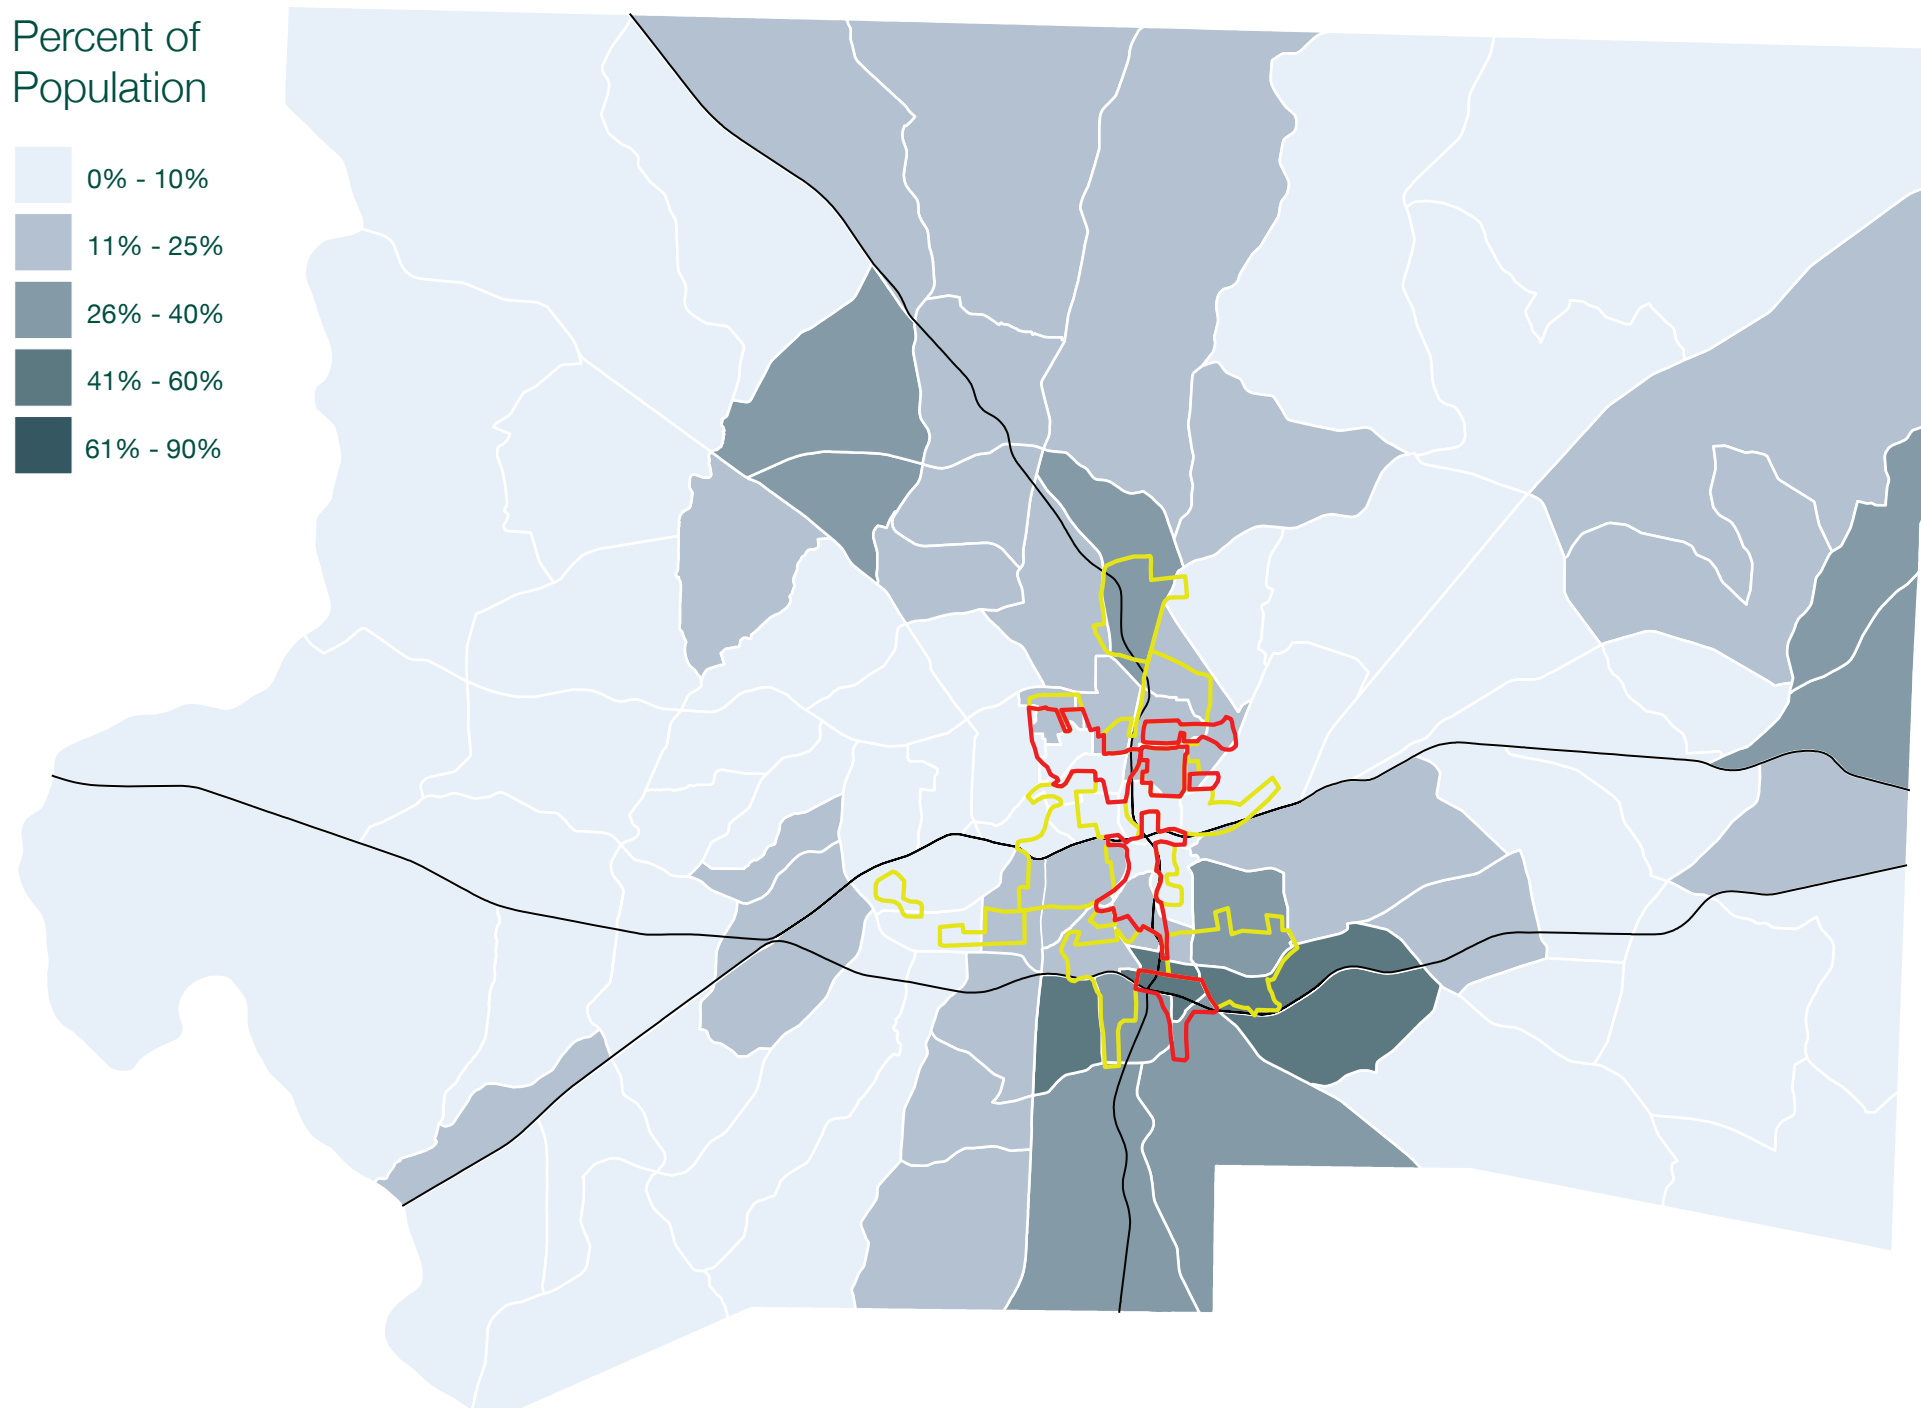 Percent of
Population
0% - 10%
11% - 25%
26% - 40%
41% - 60%
61% - 90%